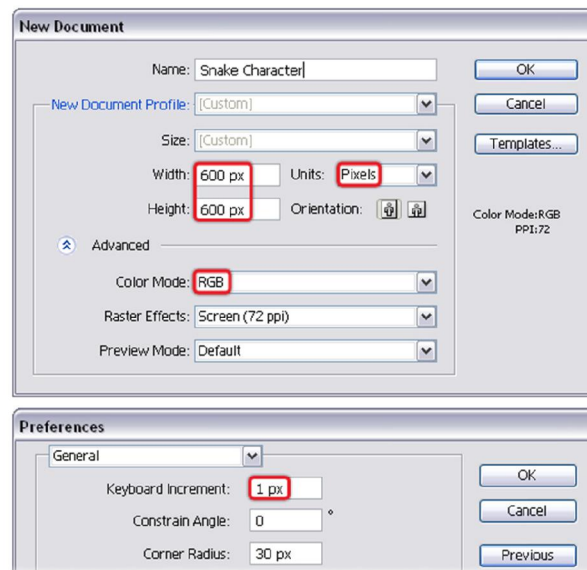 New Document
Name: Snake Character
OK
New Document Profile: [Custom]
Cancel
Size: [Custom]
Templates...
Width: 600 px Units: Pixels
Height: 600 px Orientation:
Color Mode:RGB
PPI:72
Advanced
Color Mode: RGB
Raster Effects: Screen (72 ppi)
Preview Mode: Default
Preferences
General
OK
Keyboard Increment: 1 px
Cancel
Constrain Angle: 0 °
Corner Radius: 30 px
Previous